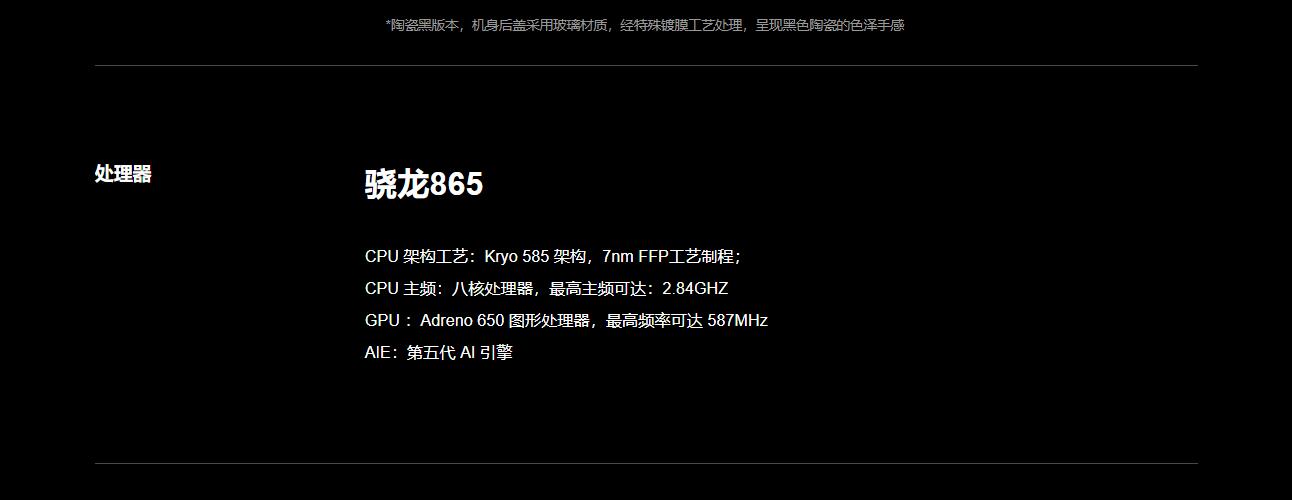 *陶瓷黑版本，机身后盖采用玻璃材质，经特殊镀膜工艺处理，呈现黑色陶瓷的色泽手感
处理器
骁龙865
CPU 架构工艺：Kryo 585 架构，7nm FFP工艺制程；
CPU 主频：八核处理器，最高主频可达：2.84GHZ
GPU ：Adreno 650 图形处理器，最高频率可达 587MHz
AIE：第五代 AI 引擎